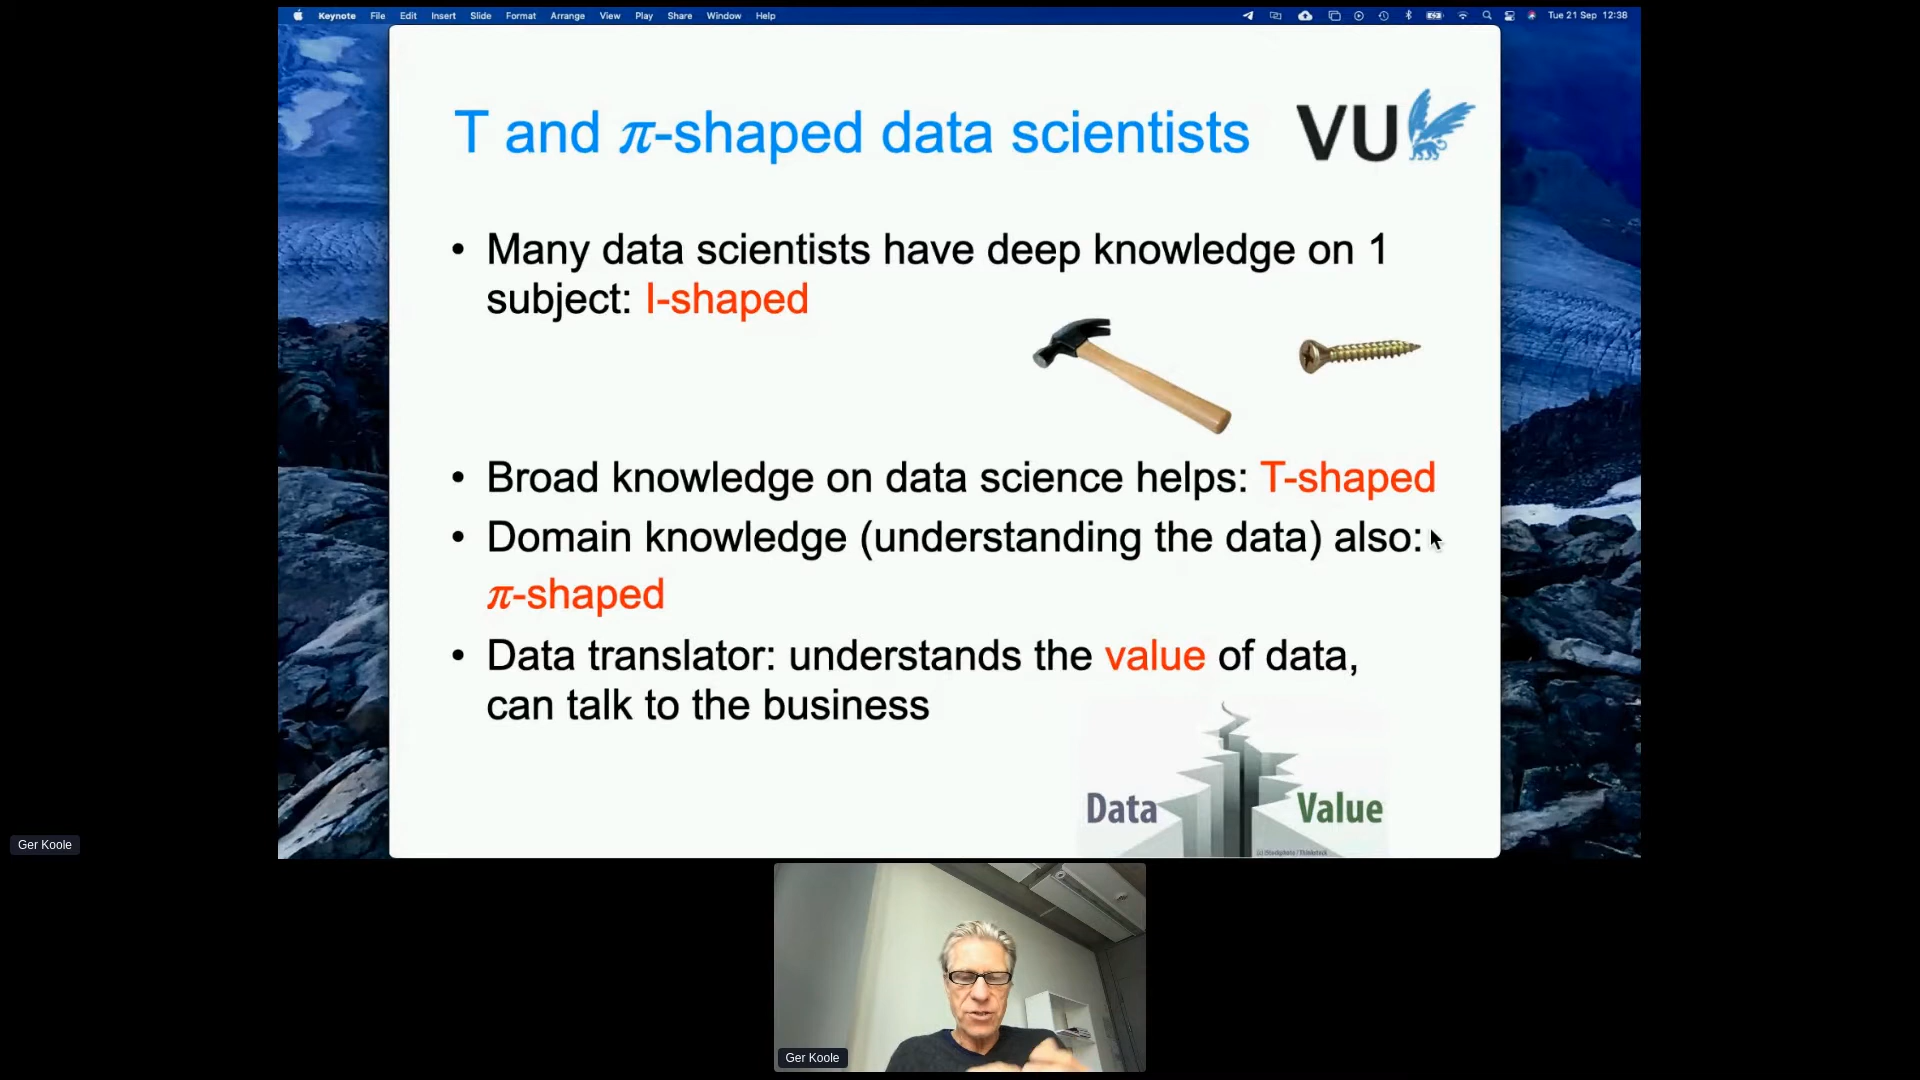 Keynote File Edit Insert Slide Format Arrange View Play Share Window Help
Tue 21 Sep 12:38
T and π-shaped data scientists
VU
• Many data scientists have deep knowledge on 1
subject: I-shaped
• Broad knowledge on data science helps: T-shaped
• Domain knowledge (understanding the data) also:
π-shaped
• Data translator: understands the value of data,
can talk to the business
Data
Value
Ger Koole
Ger Koole